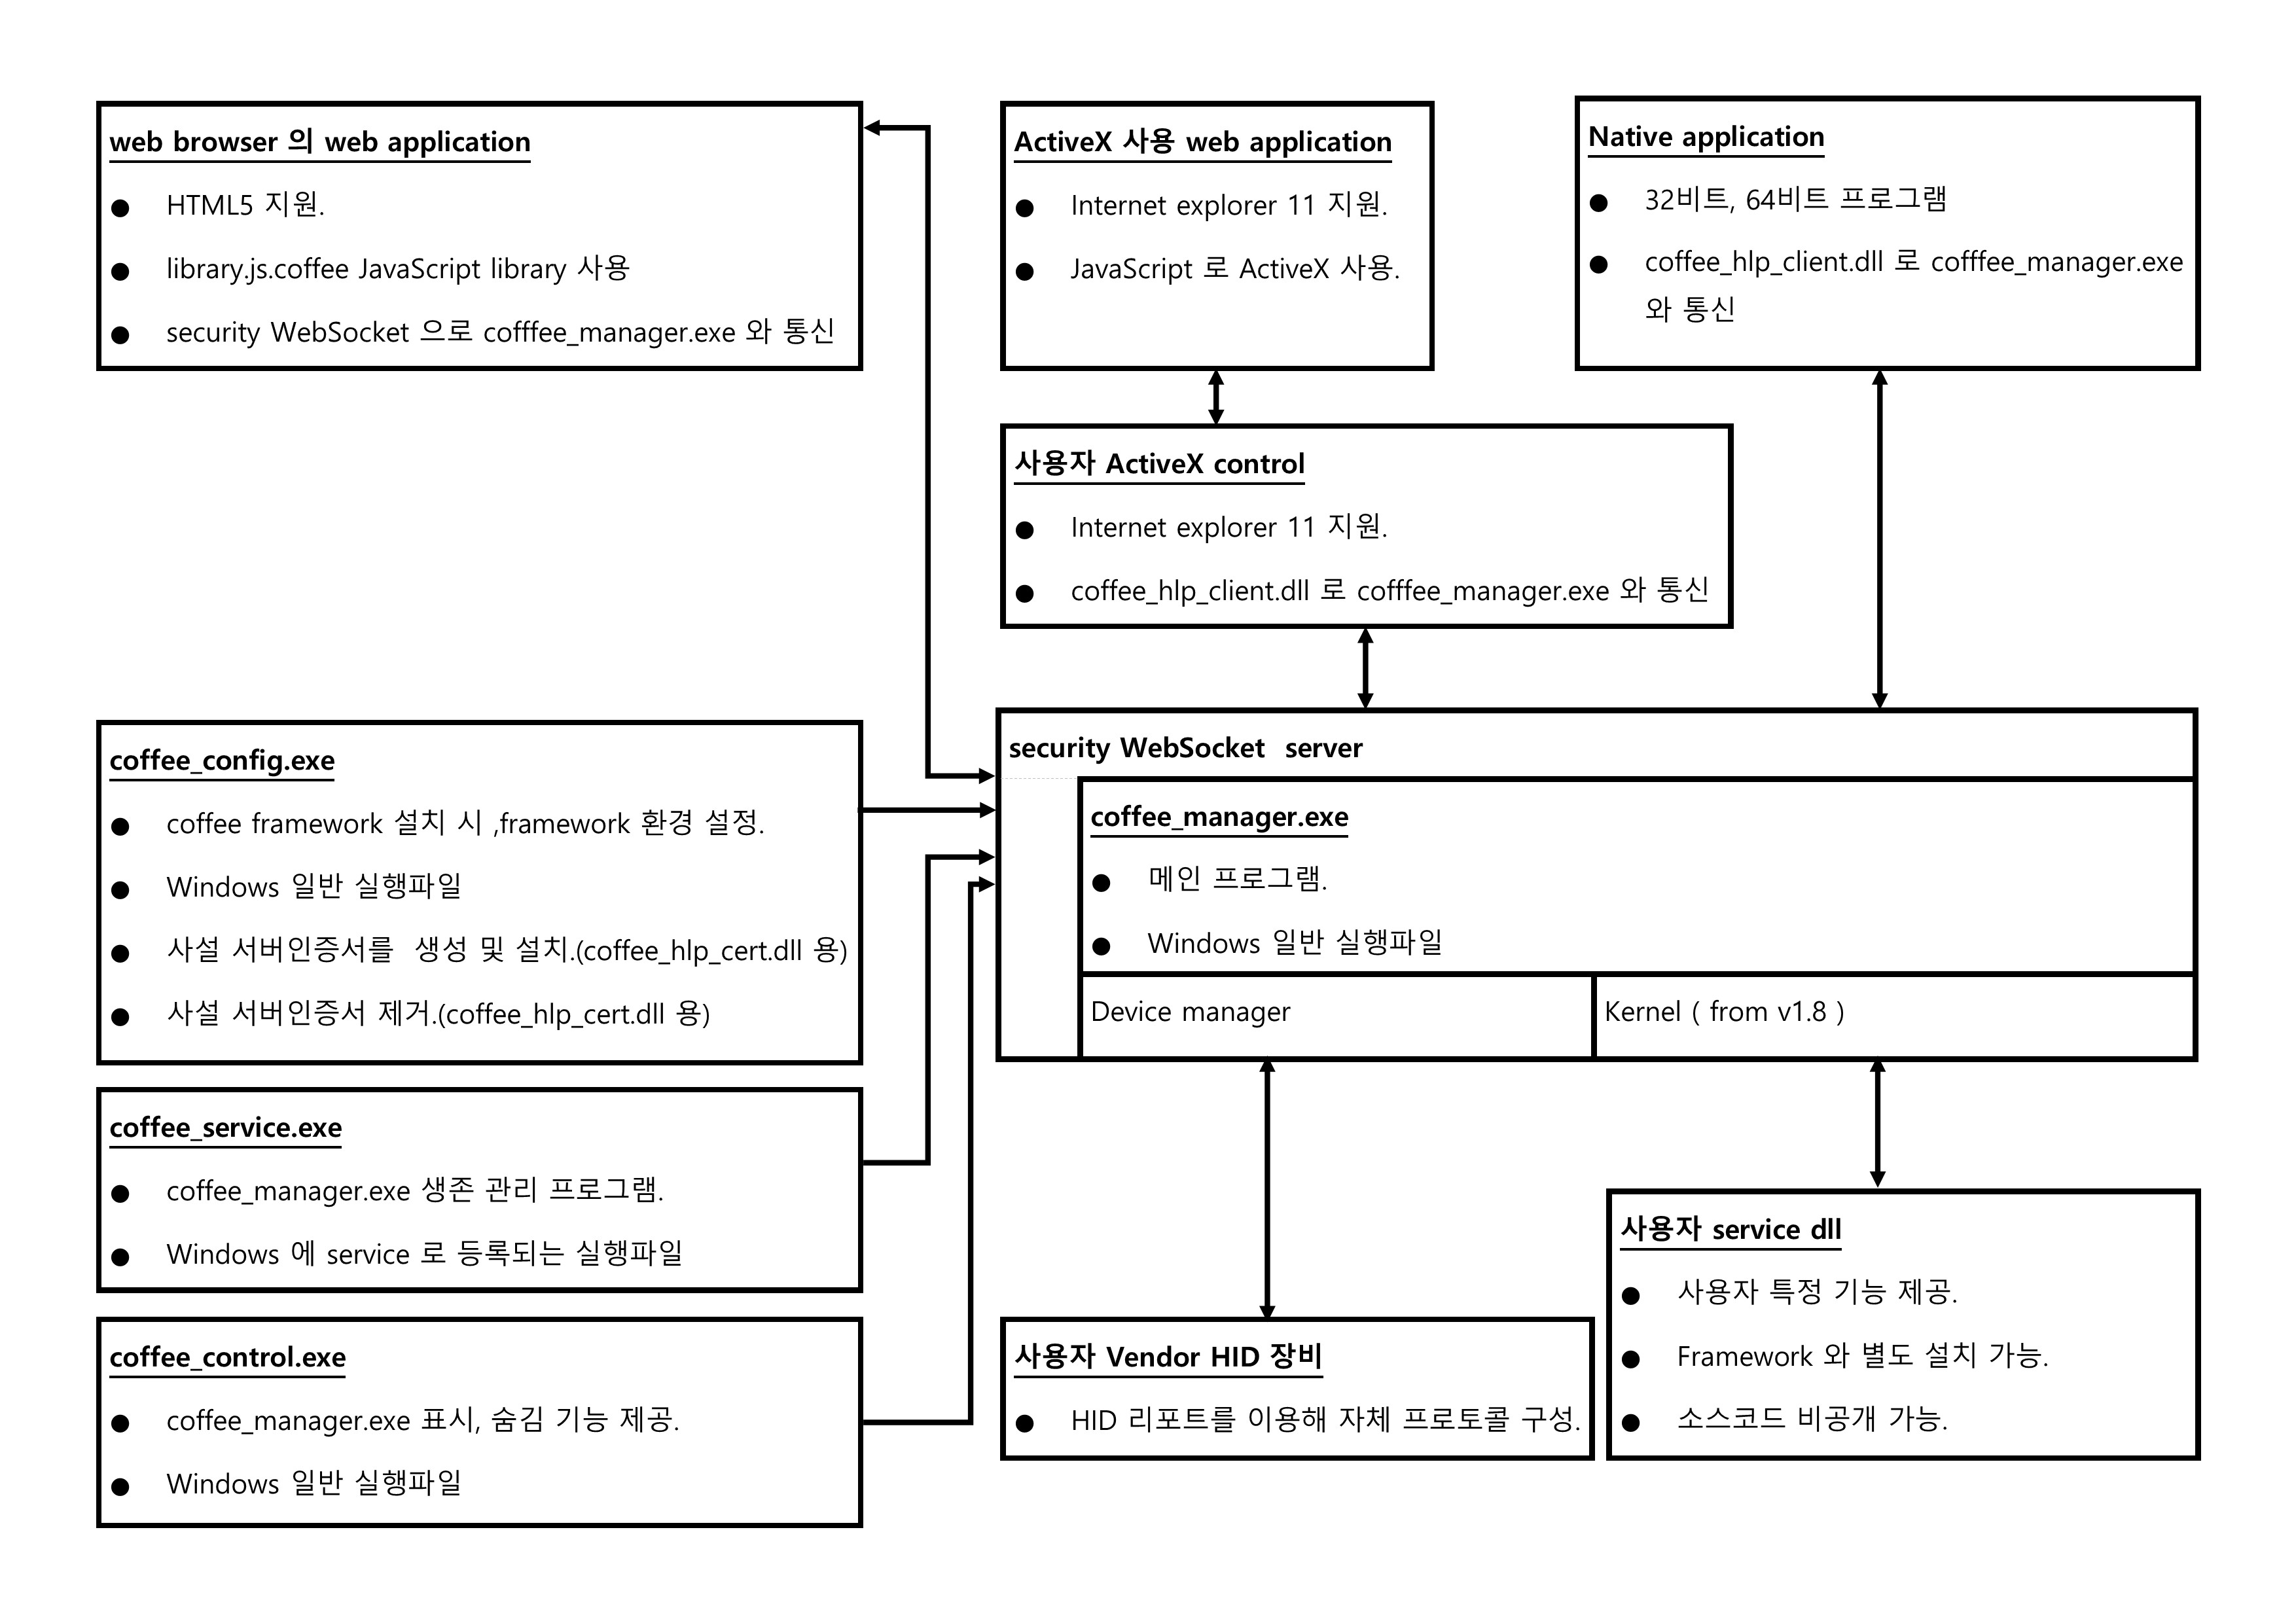 web browser 의 web application
● HTML5 지원.
● library.js.coffee JavaScript library 사용
● security WebSocket 으로 cofffee_manager.exe 와 통신
ActiveX 사용 web application
● Internet explorer 11 지원.
● JavaScript 로 ActiveX 사용.
Native application
● 32비트, 64비트 프로그램
● coffee_hlp_client.dll 로 cofffee_manager.exe
와 통신
사용자 ActiveX control
● Internet explorer 11 지원.
● coffee_hlp_client.dll 로 cofffee_manager.exe 와 통신
coffee_config.exe
● coffee framework 설치 시 ,framework 환경 설정.
● Windows 일반 실행파일
● 사설 서버인증서를 생성 및 설치.(coffee_hlp_cert.dll 용)
● 사설 서버인증서 제거.(coffee_hlp_cert.dll 용)
security WebSocket server
coffee_manager.exe
● 메인 프로그램.
● Windows 일반 실행파일
Device manager
Kernel ( from v1.8 )
coffee_service.exe
● coffee_manager.exe 생존 관리 프로그램.
● Windows 에 service 로 등록되는 실행파일
coffee_control.exe
● coffee_manager.exe 표시, 숨김 기능 제공.
● Windows 일반 실행파일
사용자 Vendor HID 장비
● HID 리포트를 이용해 자체 프로토콜 구성.
사용자 service dll
● 사용자 특정 기능 제공.
● Framework 와 별도 설치 가능.
● 소스코드 비공개 가능.